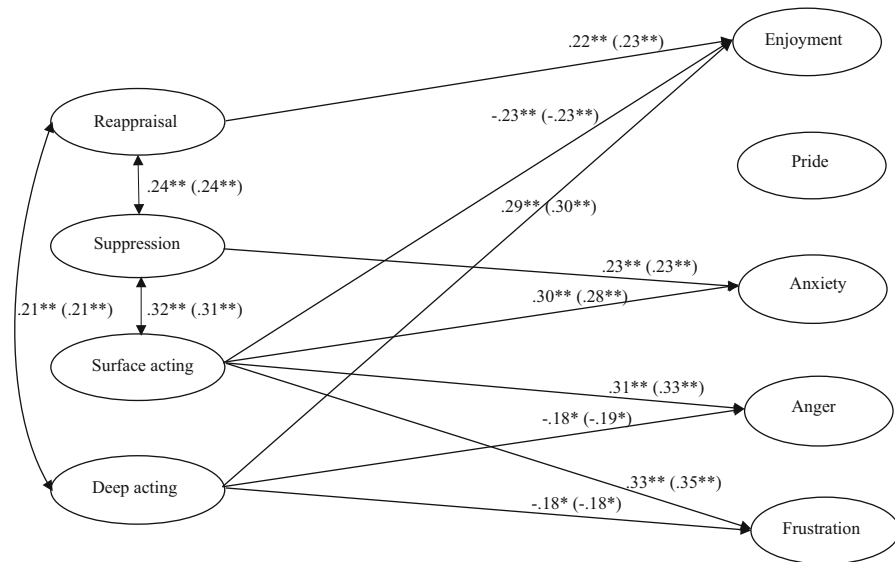 Enjoyment
.22** (.23**)
Reappraisal
-.23** (-.23**)
Pride
.24** (.24**)
.29** (.30**)
Suppression
.23** (.23**)
Anxiety
.21** (.21**)
.32** (.31**)
.30** (.28**)
Surface acting
.31** (.33**)
Anger
-.18* (-.19*)
Deep acting
.33** (.35**)
-.18* (-.18*)
Frustration